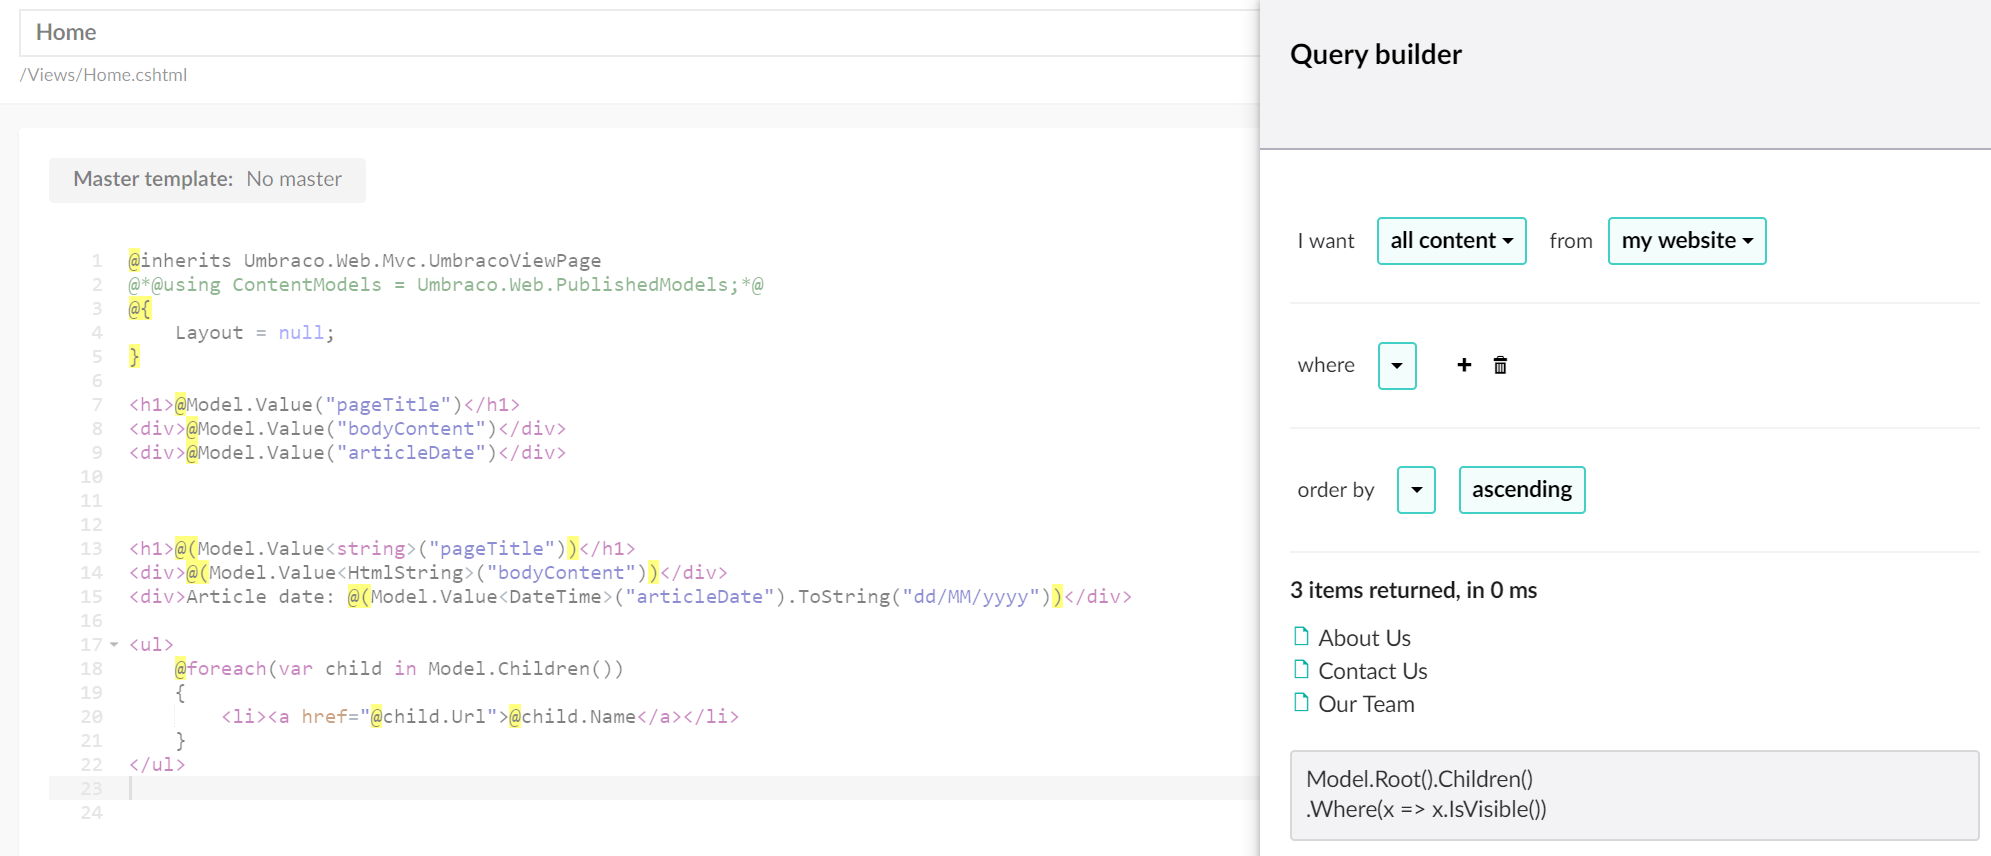 Home
/Views/Home.cshtml
Master template: No master
1 @inherits Umbraco.Web.Mvc.UmbracoViewPage
2 @*@using ContentModels = Umbraco.Web.PublishedModels;*@
3 @{
4     Layout = null;
5 }
6
7 <h1>@Model.Value("pageTitle")</h1>
8 <div>@Model.Value("bodyContent")</div>
9 <div>@Model.Value("articleDate")</div>
10
11
12
13 <h1>@(Model.Value<string>("pageTitle"))</h1>
14 <div>@(Model.Value<HtmlString>("bodyContent"))</div>
15 <div>Article date: @(Model.Value<DateTime>("articleDate").ToString("dd/MM/yyyy"))</div>
16
17 <ul>
18     @foreach(var child in Model.Children())
19     {
20         <li><a href="@child.Url">@child.Name</a></li>
21     }
22 </ul>
23
24
Query builder
I want all content from my website
where
order by ascending
3 items returned, in 0 ms
About Us
Contact Us
Our Team
Model.Root().Children()
.Where(x => x.IsVisible())